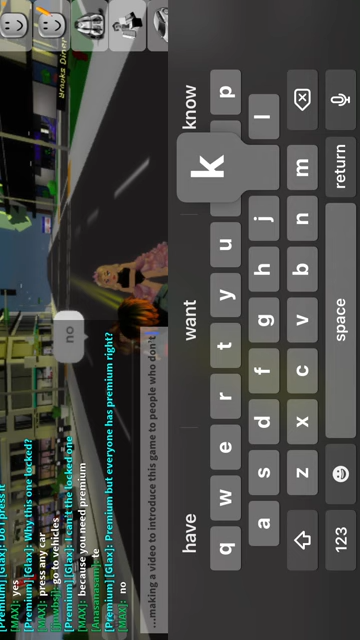 Brooks Diner
no
[Premium] [Glax]: Do I press it
[MAX]: yes
[Premium] [Glax]: Why this one locked?
[MAX]: press any car
go to vehicles
[Premium] [Glax]: I can't the locked one
[MAX]: because you need premium
[Premium] [Glax]: Premium but everyone has premium right?
[MAX]: no
...making a video to introduce this game to people who don't
have want know
q w e r t y u p
a s d f g h j k l
z x c v b n m
123 space return